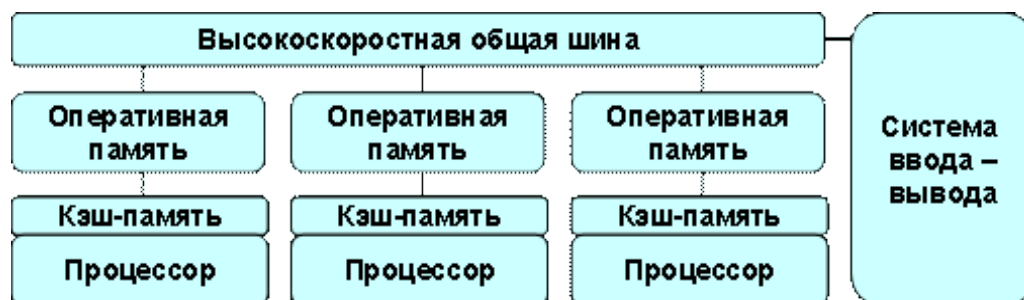 Высокоскоростная общая шина
Оперативная
память
Оперативная
память
Оперативная
память
Кэш-память
Кэш-память
Кэш-память
Процессор
Процессор
Процессор
Система
ввода –
вывода